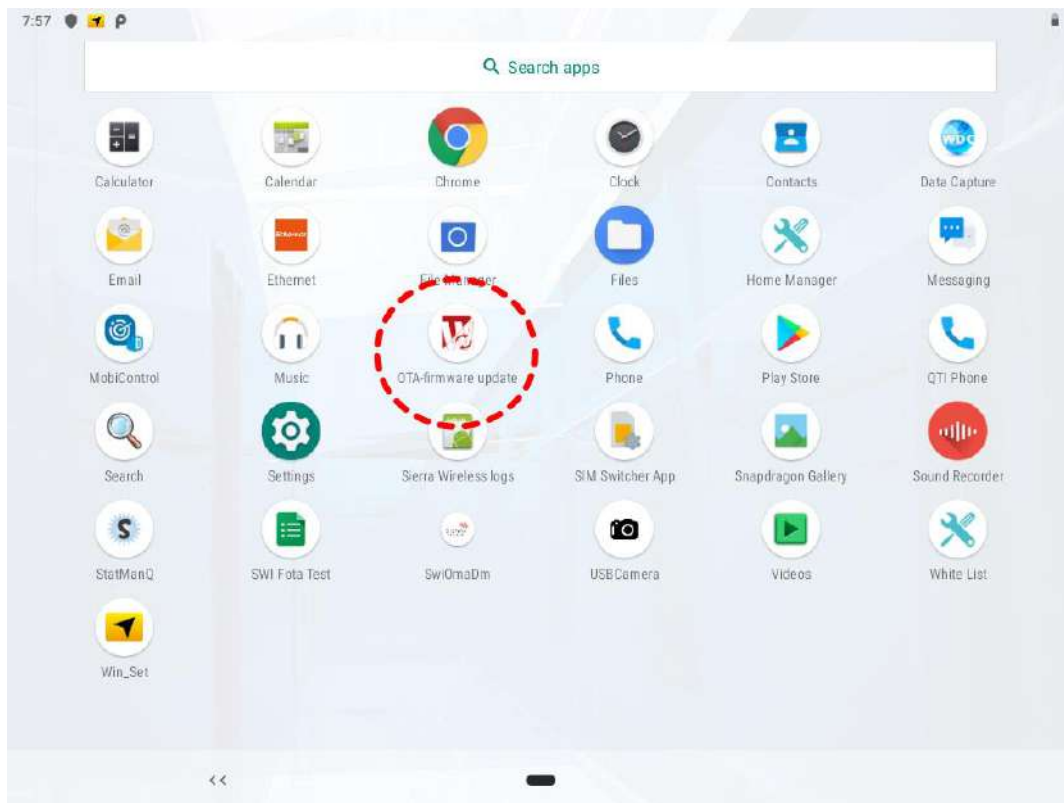 7:57
Search apps
Calculator Calendar Chrome Clock Contacts Data Capture
Email Ethernet File Manager Files Home Manager Messaging
MobiControl Music OTA-firmware update Phone Play Store QTI Phone
Search Settings Sierra Wireless logs SIM Switcher App Snapdragon Gallery Sound Recorder
StatManQ SWI Fota Test SwiOmaDm USBCamera Videos White List
Win_Set